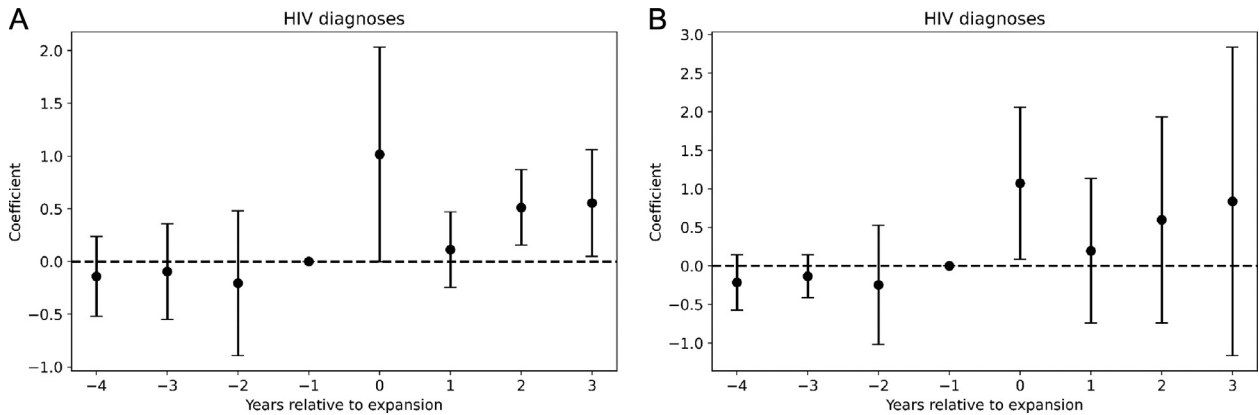 A
HIV diagnoses
Coefficient
2.0
1.5
1.0
0.5
0.0
−0.5
−1.0
−4 −3 −2 −1 0 1 2 3
Years relative to expansion
B
HIV diagnoses
Coefficient
3.0
2.5
2.0
1.5
1.0
0.5
0.0
−0.5
−1.0
−4 −3 −2 −1 0 1 2 3
Years relative to expansion